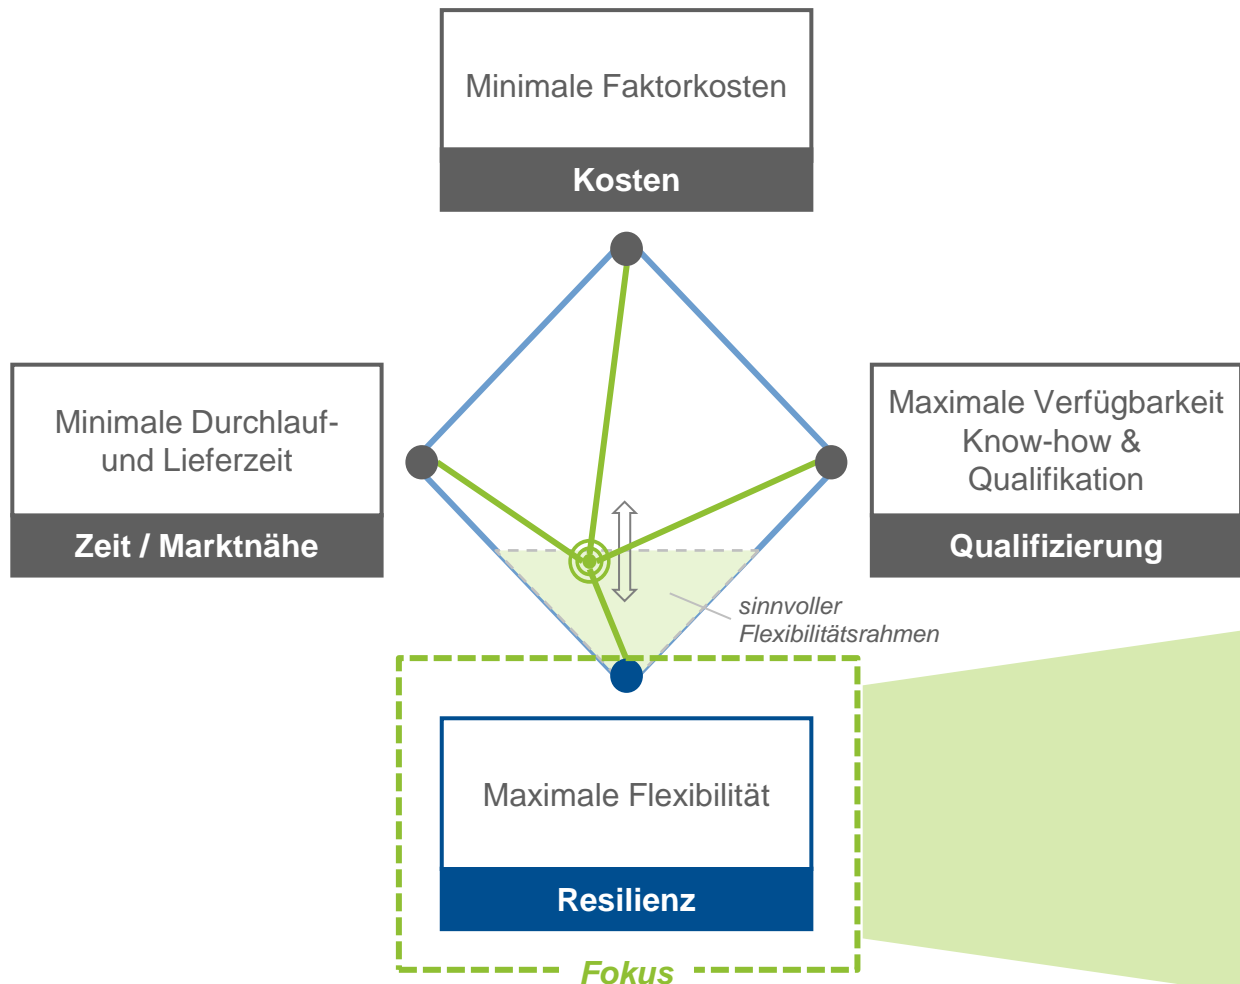 Minimale Faktorkosten
Kosten
Minimale Durchlauf-
und Lieferzeit
Zeit / Marktnähe
Maximale Verfügbarkeit
Know-how &
Qualifikation
Qualifizierung
sinnvoller
Flexibilitätsrahmen
Maximale Flexibilität
Resilienz
Fokus